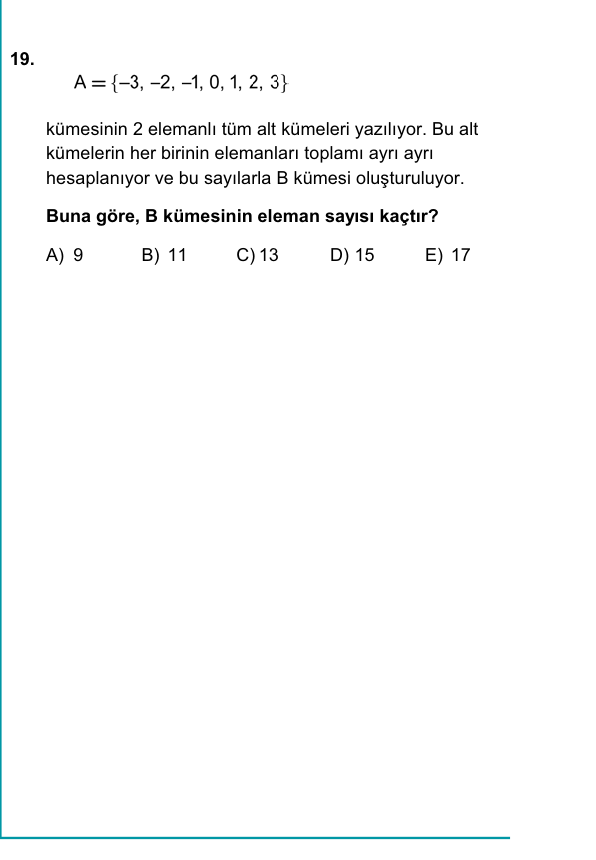 19.
A = {–3, –2, –1, 0, 1, 2, 3}
kümesinin 2 elemanlı tüm alt kümeleri yazılıyor. Bu alt
kümelerin her birinin elemanları toplamı ayrı ayrı
hesaplanıyor ve bu sayılarla B kümesi oluşturuluyor.
Buna göre, B kümesinin eleman sayısı kaçtır?
A) 9 B) 11 C) 13 D) 15 E) 17